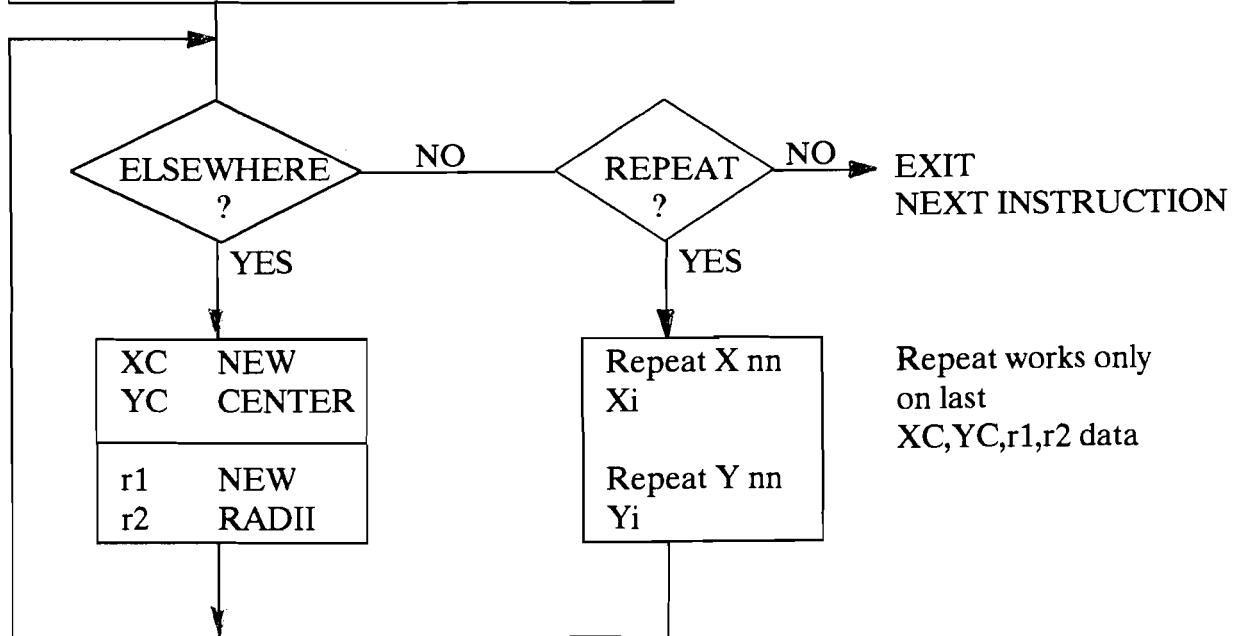 ELSEWHERE
?
NO
REPEAT
?
NO
EXIT
NEXT INSTRUCTION
YES
YES
XC NEW
YC CENTER
r1 NEW
r2 RADII
Repeat X nn
Xi
Repeat Y nn
Yi
Repeat works only
on last
XC,YC,r1,r2 data